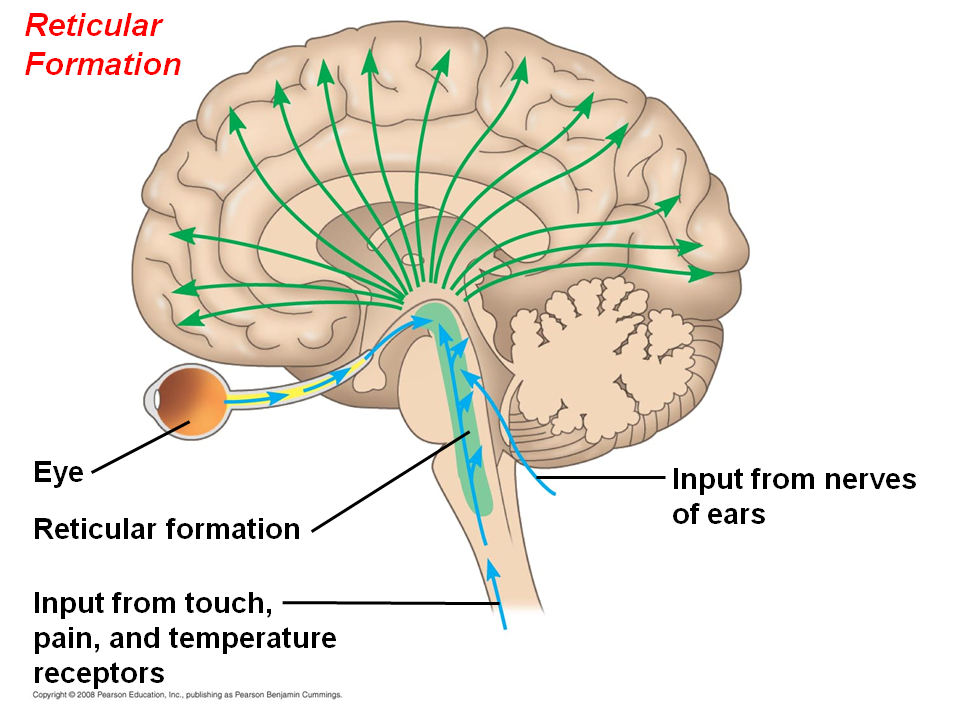 Reticular
Formation
Eye
Reticular formation
Input from nerves
of ears
Input from touch,
pain, and temperature
receptors
Copyright © 2008 Pearson Education, Inc., publishing as Pearson Benjamin Cummings.